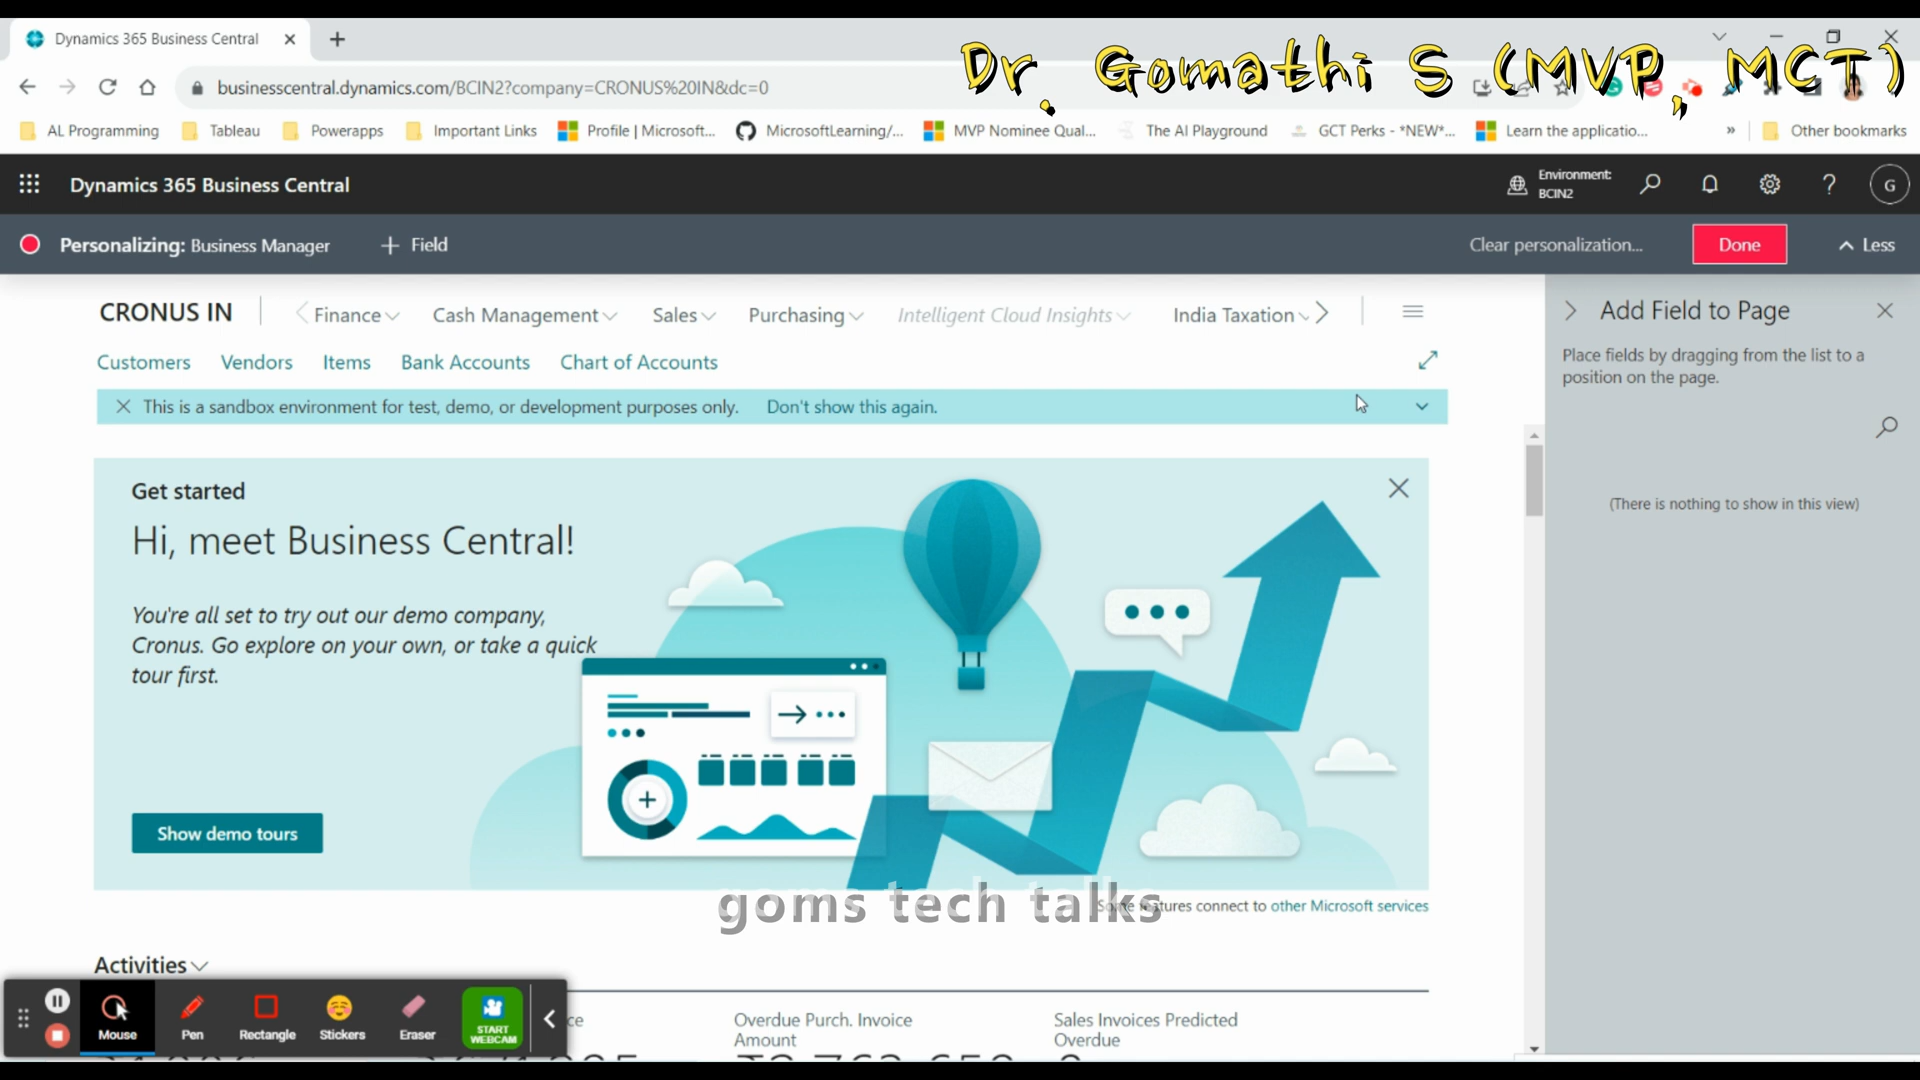 Dynamics 365 Business Central
Dr. Gomathi S (MVP, MCT)
businesscentral.dynamics.com/BCIN2?company=CRONUS%20IN&dc=0
AL Programming
Tableau
Powerapps
Important Links
Profile | Microsoft...
MicrosoftLearning/...
MVP Nominee Qual...
The AI Playground
GCT Perks - *NEW*...
Learn the applicatio...
»
Other bookmarks
Dynamics 365 Business Central
Environment:
BCIN2
?
G
Personalizing: Business Manager
+ Field
Clear personalization...
Done
Less
CRONUS IN
Finance
Cash Management
Sales
Purchasing
Intelligent Cloud Insights
India Taxation
Customers
Vendors
Items
Bank Accounts
Chart of Accounts
This is a sandbox environment for test, demo, or development purposes only.
Don't show this again.
Add Field to Page
Place fields by dragging from the list to a
position on the page.
(There is nothing to show in this view)
Get started
Hi, meet Business Central!
You're all set to try out our demo company,
Cronus. Go explore on your own, or take a quick
tour first.
Show demo tours
goms tech talks
Some features connect to other Microsoft services
Activities
Overdue Purch. Invoice
Amount
Sales Invoices Predicted
Overdue
Mouse
Pen
Rectangle
Stickers
Eraser
START
WEBCAM